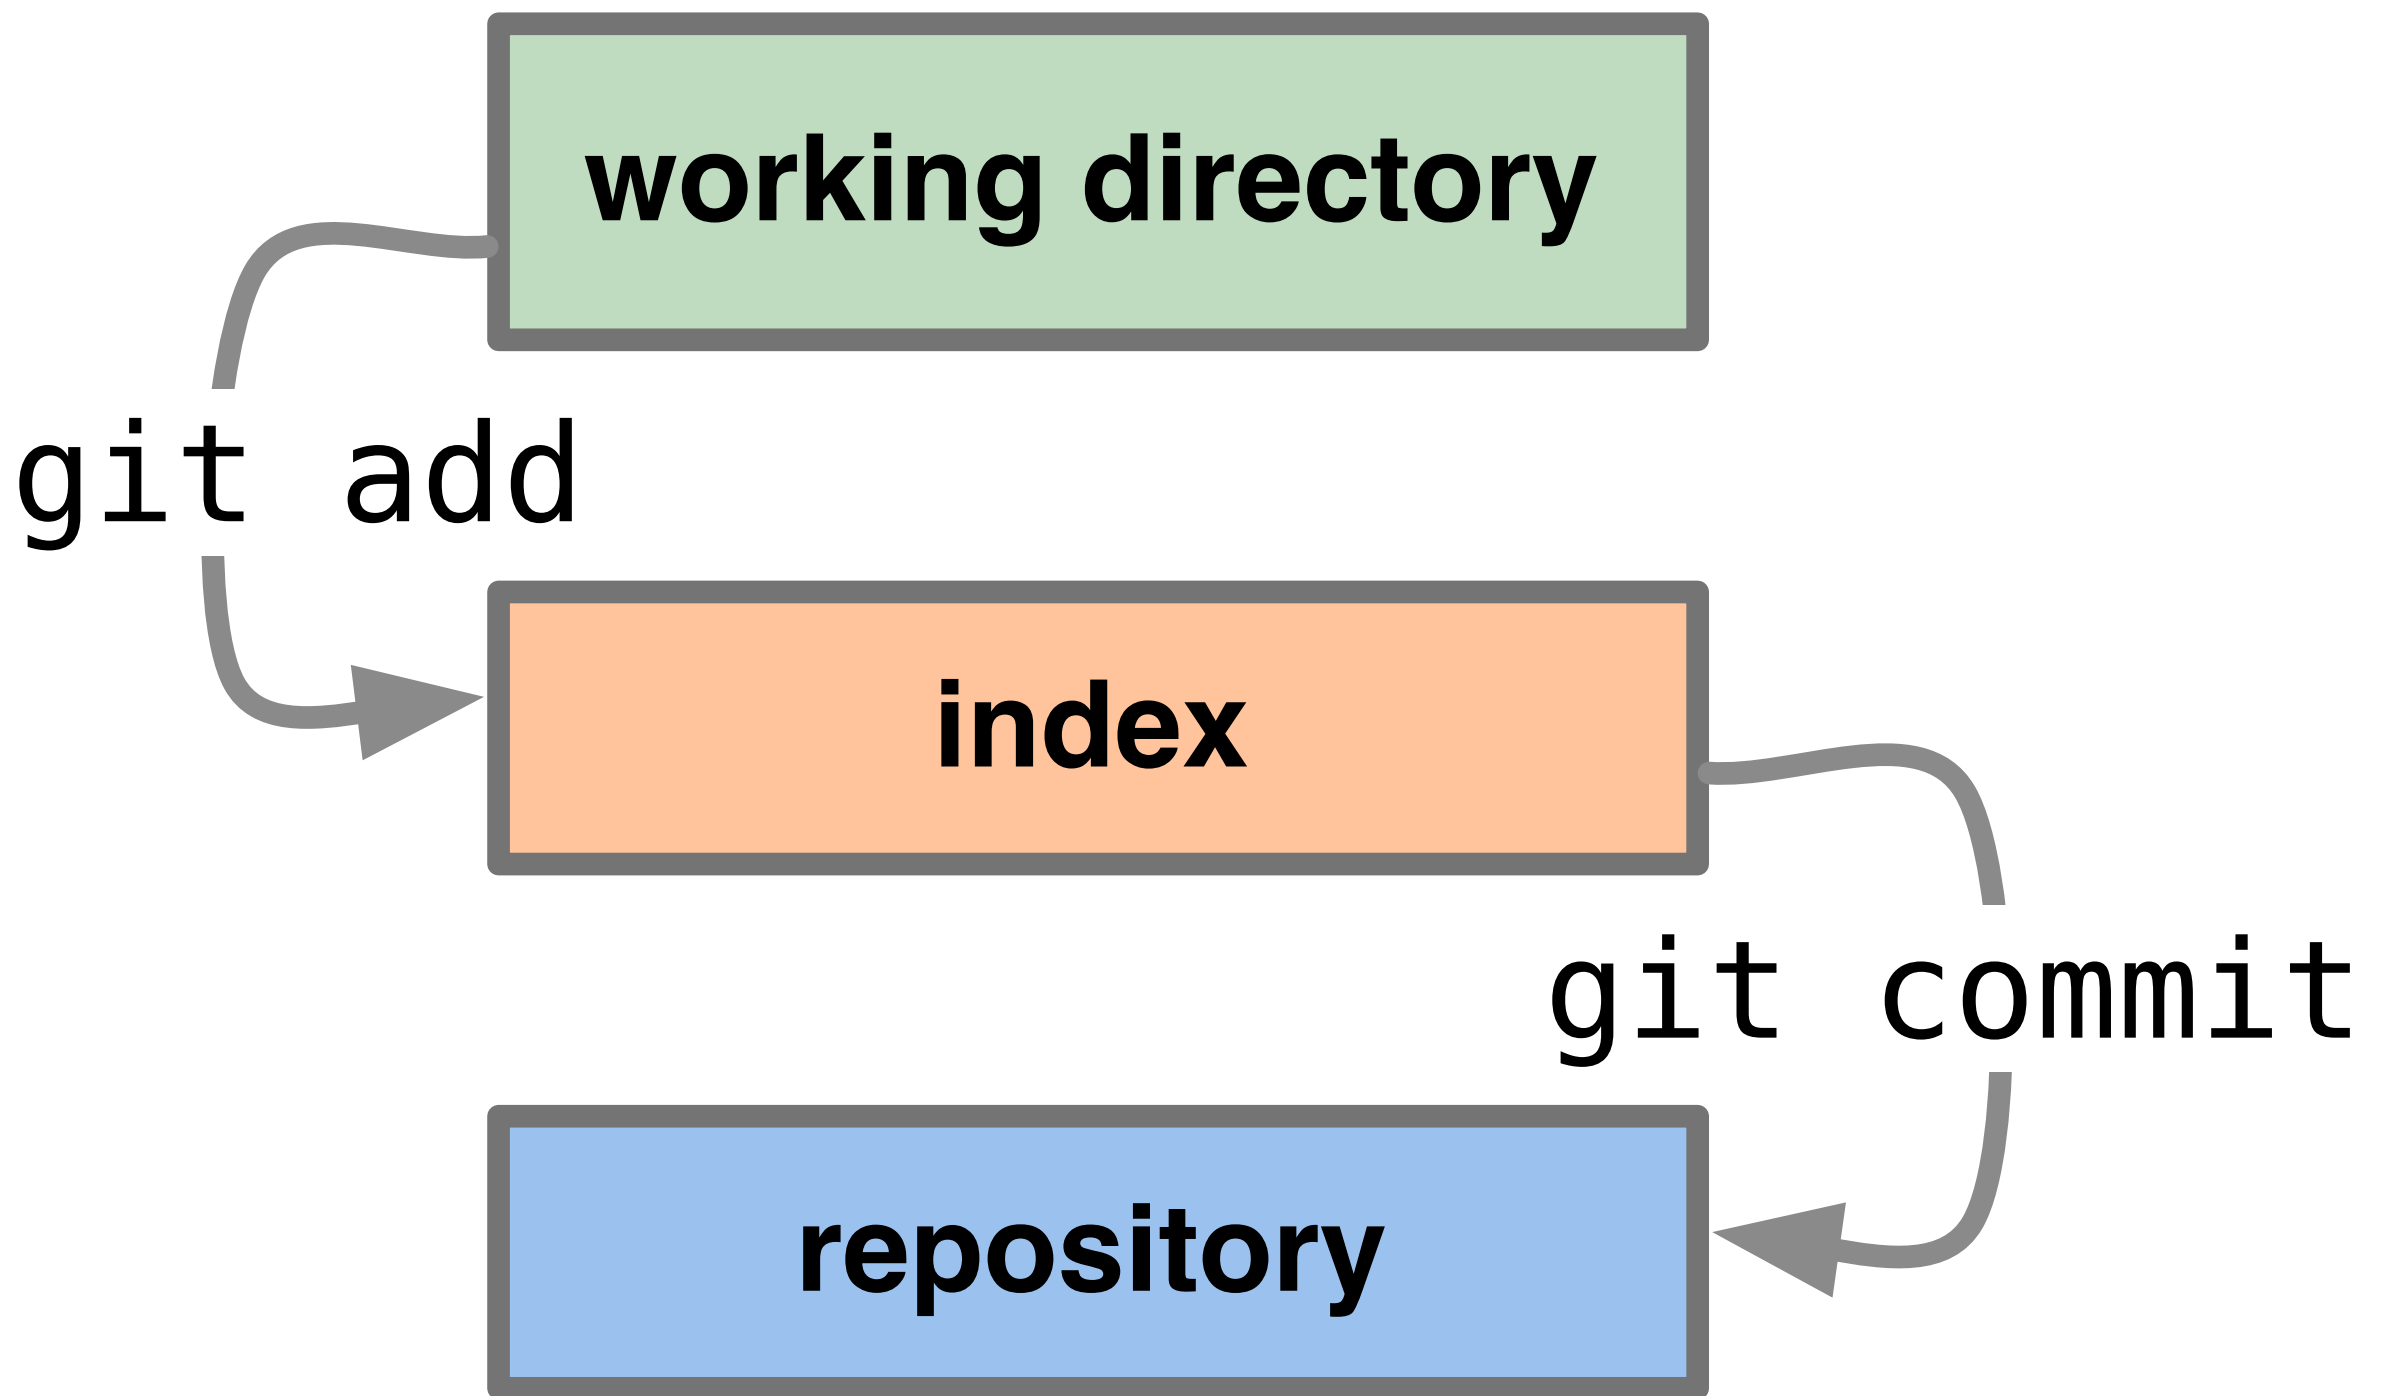 working directory
git add
index
git commit
repository